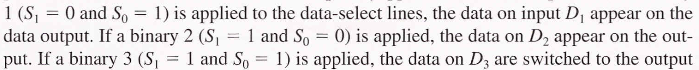 1 (S₁ = 0 and S₀ = 1) is applied to the data-select lines, the data on input D₁ appear on the
data output. If a binary 2 (S₁ = 1 and S₀ = 0) is applied, the data on D₂ appear on the out-
put. If a binary 3 (S₁ = 1 and S₀ = 1) is applied, the data on D₃ are switched to the output